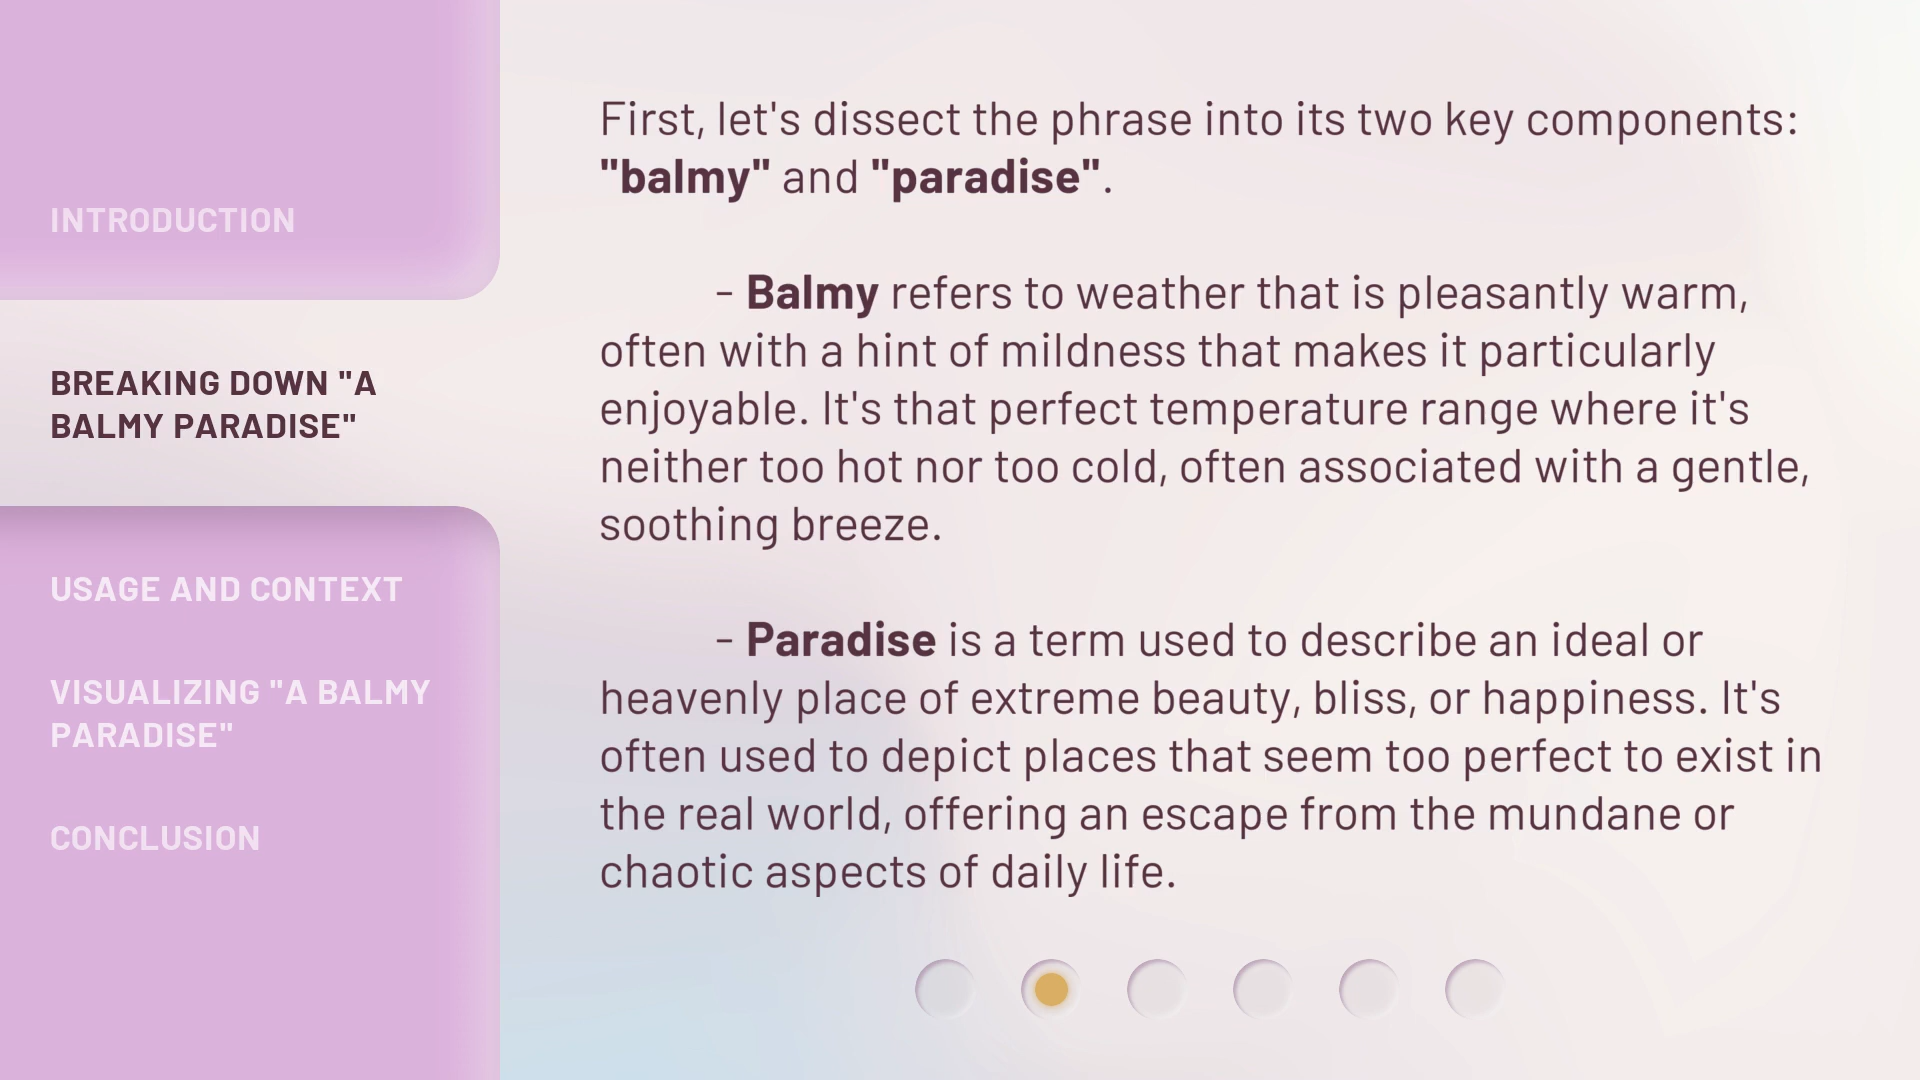 INTRODUCTION
BREAKING DOWN "A
BALMY PARADISE"
USAGE AND CONTEXT
VISUALIZING "A BALMY
PARADISE"
CONCLUSION
First, let's dissect the phrase into its two key components:
"balmy" and "paradise".
- Balmy refers to weather that is pleasantly warm,
often with a hint of mildness that makes it particularly
enjoyable. It's that perfect temperature range where it's
neither too hot nor too cold, often associated with a gentle,
soothing breeze.
- Paradise is a term used to describe an ideal or
heavenly place of extreme beauty, bliss, or happiness. It's
often used to depict places that seem too perfect to exist in
the real world, offering an escape from the mundane or
chaotic aspects of daily life.